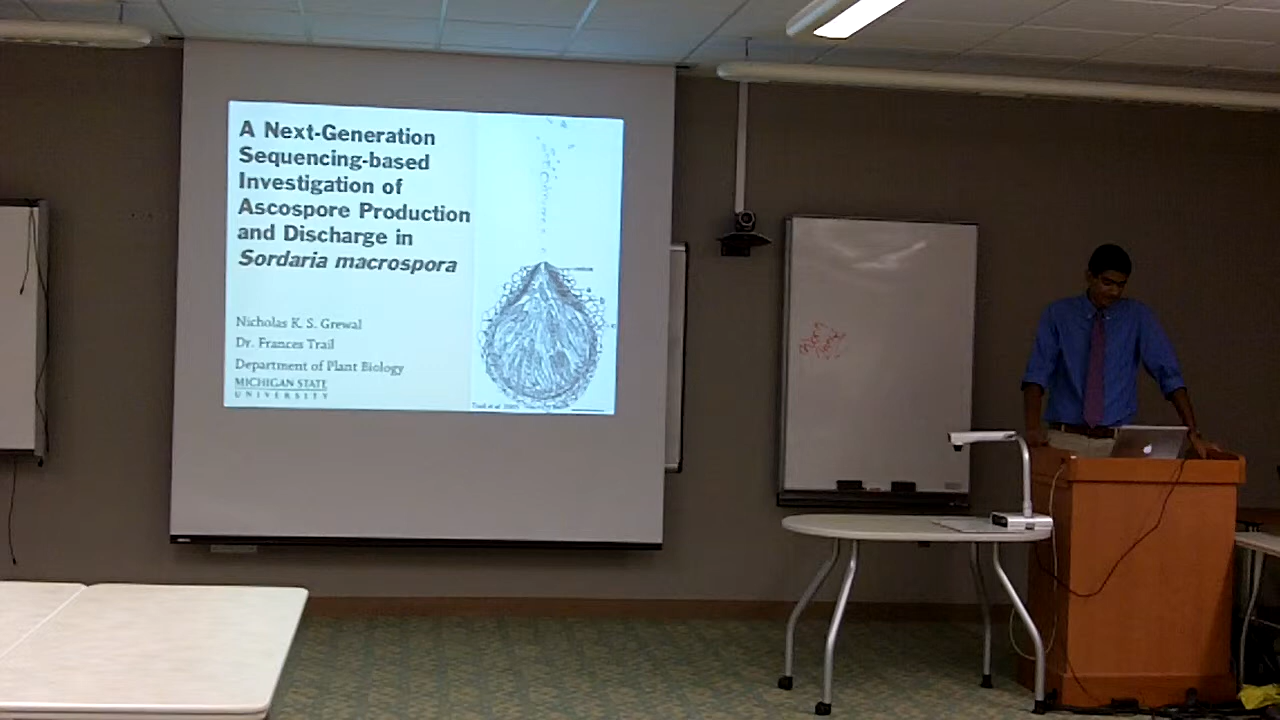 A Next-Generation
Sequencing-based
Investigation of
Ascospore Production
and Discharge in
Sordaria macrospora
Nicholas K. S. Grewal
Dr. Frances Trail
Department of Plant Biology
MICHIGAN STATE
UNIVERSITY